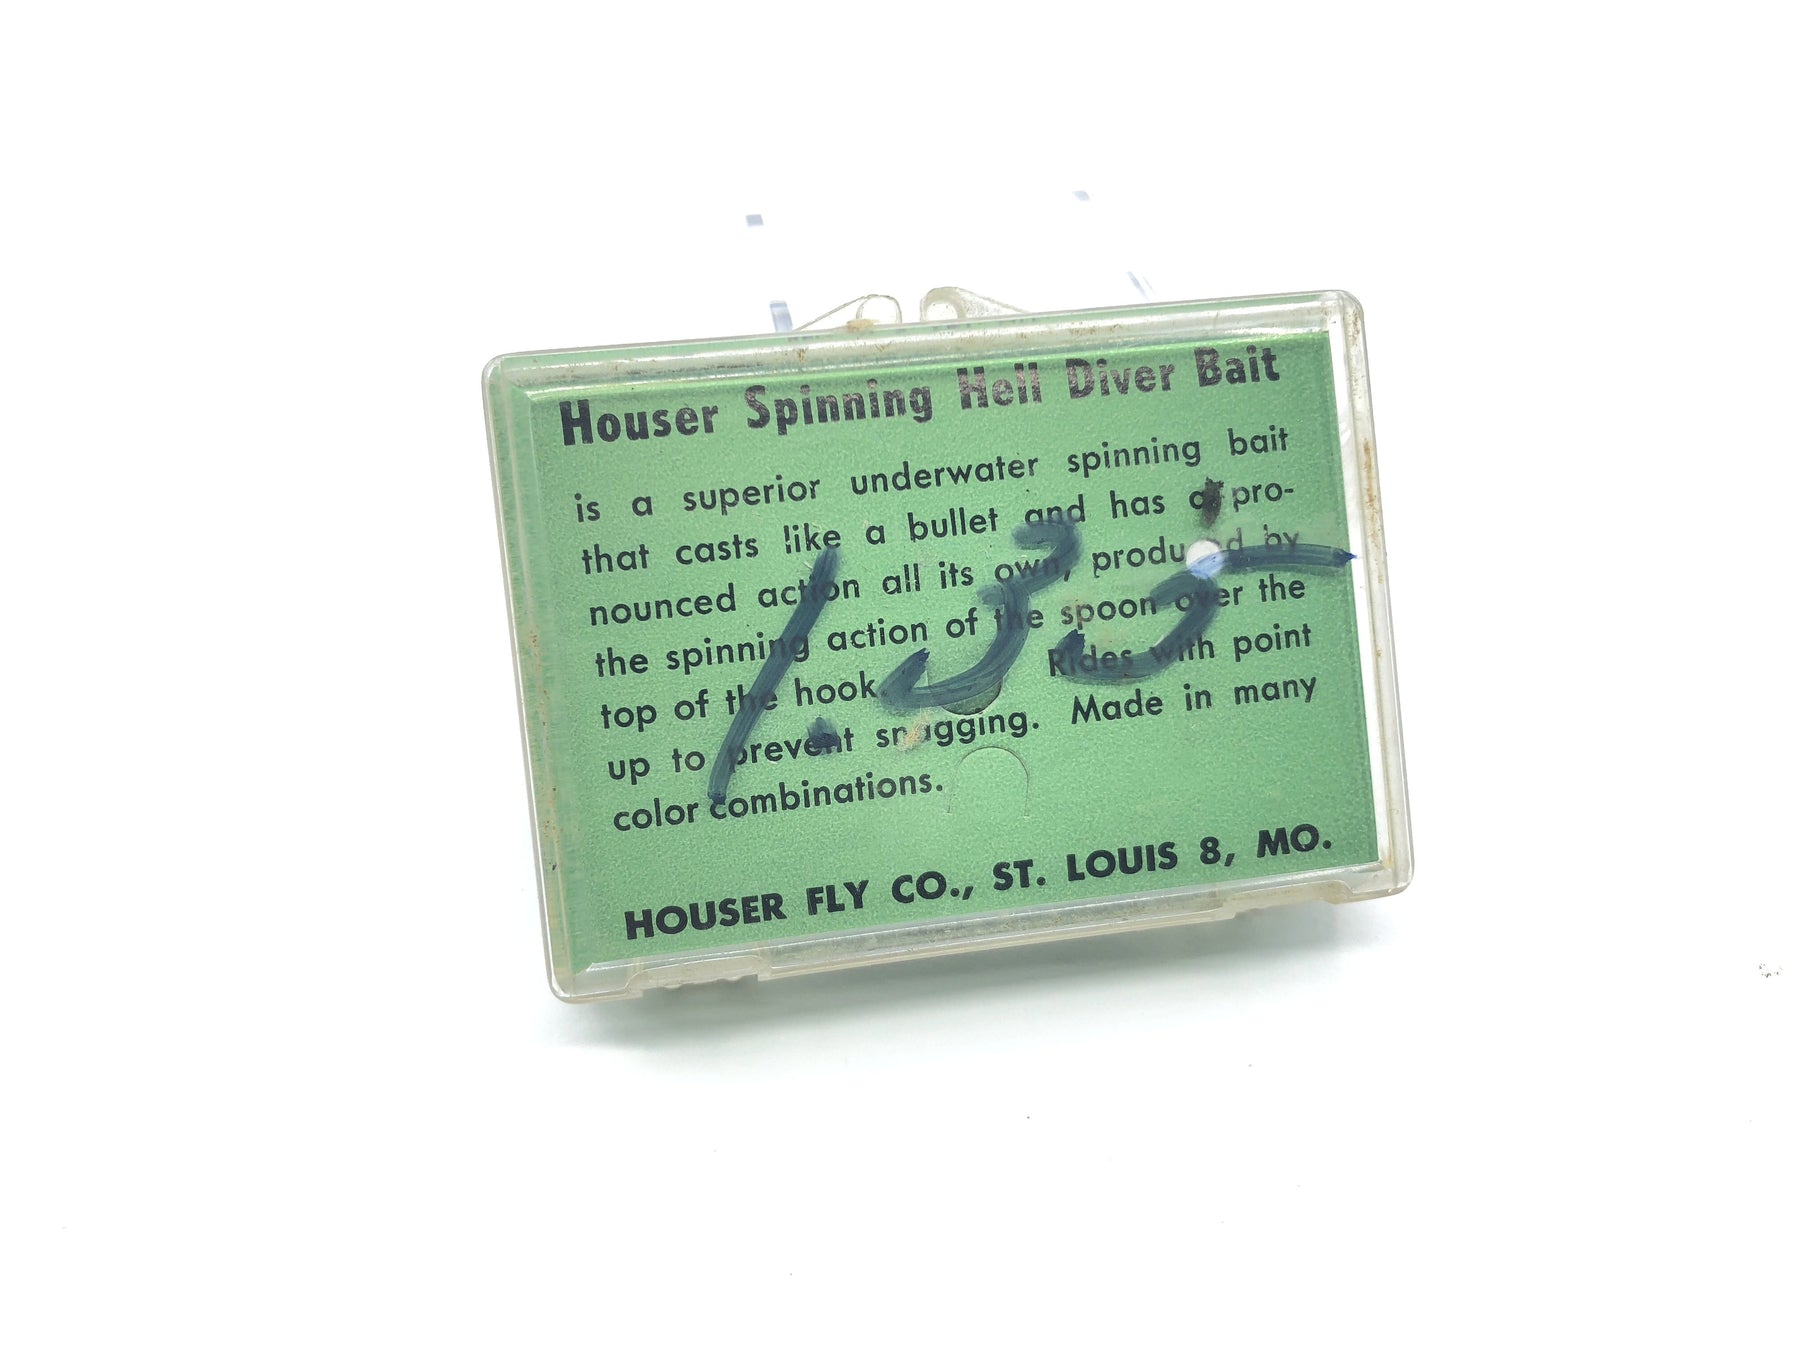 Houser Spinning Hell Diver Bait
is a superior underwater spinning bait
that casts like a bullet and has a pro-
nounced action all its own, produced by
the spinning action of the spoon over the
top of the hook. Rides with point
up to prevent snagging. Made in many
color combinations.
HOUSER FLY CO., ST. LOUIS 8, MO.
1.35